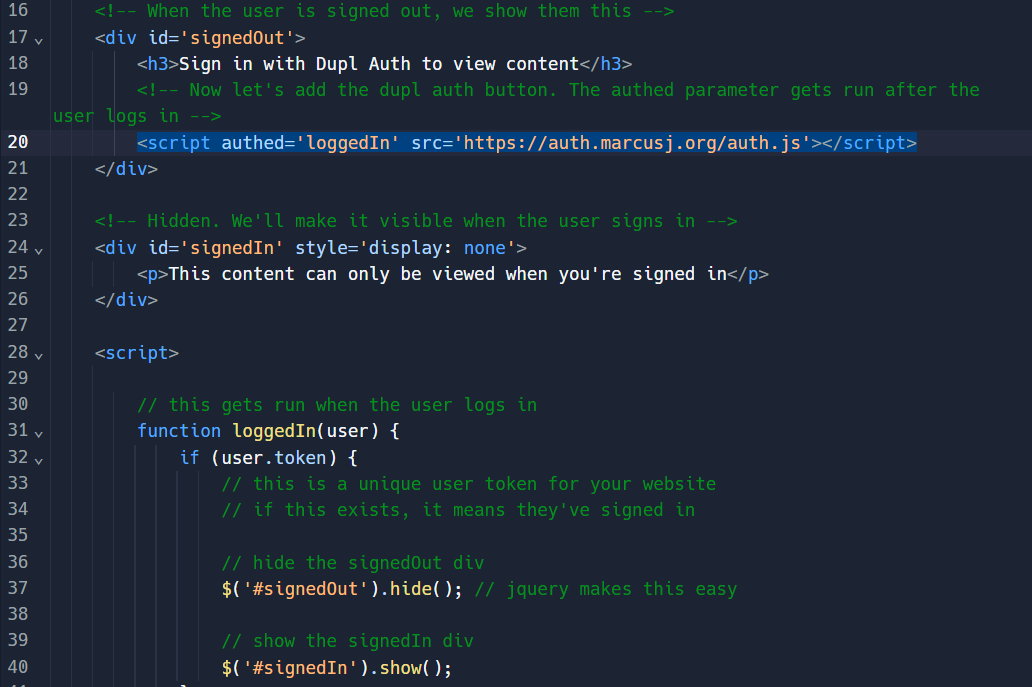 16 <!-- When the user is signed out, we show them this -->
17 <div id='signedOut'>
18 <h3>Sign in with Dupl Auth to view content</h3>
19 <!-- Now let's add the dupl auth button. The authed parameter gets run after the
user logs in -->
20 <script authed='loggedIn' src='https://auth.marcusj.org/auth.js'></script>
21 </div>
22
23 <!-- Hidden. We'll make it visible when the user signs in -->
24 <div id='signedIn' style='display: none'>
25 <p>This content can only be viewed when you're signed in</p>
26 </div>
27
28 <script>
29
30 // this gets run when the user logs in
31 function loggedIn(user) {
32 if (user.token) {
33 // this is a unique user token for your website
34 // if this exists, it means they've signed in
35
36 // hide the signedOut div
37 $('#signedOut').hide(); // jquery makes this easy
38
39 // show the signedIn div
40 $('#signedIn').show();